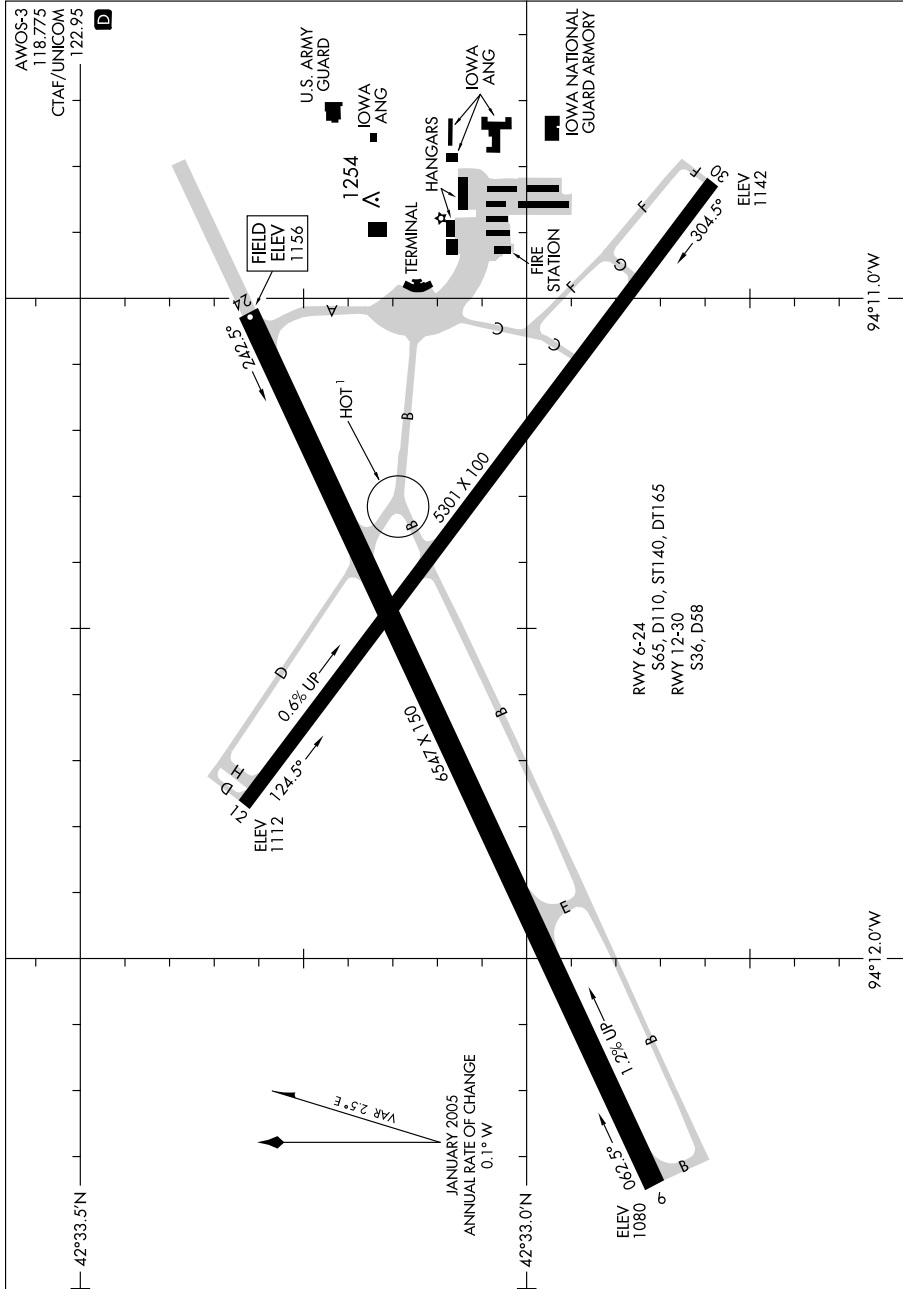 AWOS-3
118.775
CTAF/UNICOM
122.95
D
U.S. ARMY
GUARD
IOWA
ANG
1254
HANGARS
IOWA
ANG
IOWA NATIONAL
GUARD ARMORY
TERMINAL
FIRE
STATION
FIELD
ELEV
1156
24
242.5°
A
B
HOT 1
B
C
C
F
G
F
F
30
304.5°
ELEV
1142
94°11.0'W
5301 X 100
D
0.6% UP
124.5°
H
D
12
ELEV
1112
6547 X 150
B
RWY 6-24
S65, D110, ST140, DT165
RWY 12-30
S36, D58
E
94°12.0'W
B
1.2% UP
062.5°
B
6
ELEV
1080
VAR 2.5° E
JANUARY 2005
ANNUAL RATE OF CHANGE
0.1° W
42°33.5'N
42°33.0'N